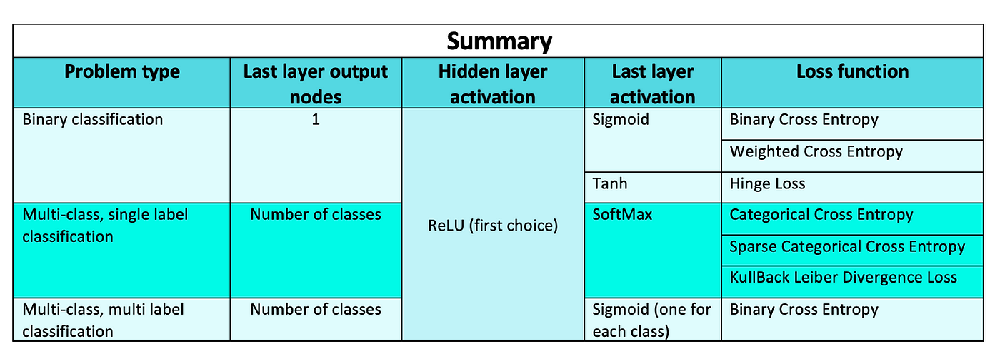 Summary
Problem type
Last layer output
nodes
Hidden layer
activation
Last layer
activation
Loss function
Binary classification
1
ReLU (first choice)
Sigmoid
Binary Cross Entropy
Weighted Cross Entropy
Tanh
Hinge Loss
Multi-class, single label
classification
Number of classes
SoftMax
Categorical Cross Entropy
Sparse Categorical Cross Entropy
KullBack Leiber Divergence Loss
Multi-class, multi label
classification
Number of classes
Sigmoid (one for
each class)
Binary Cross Entropy